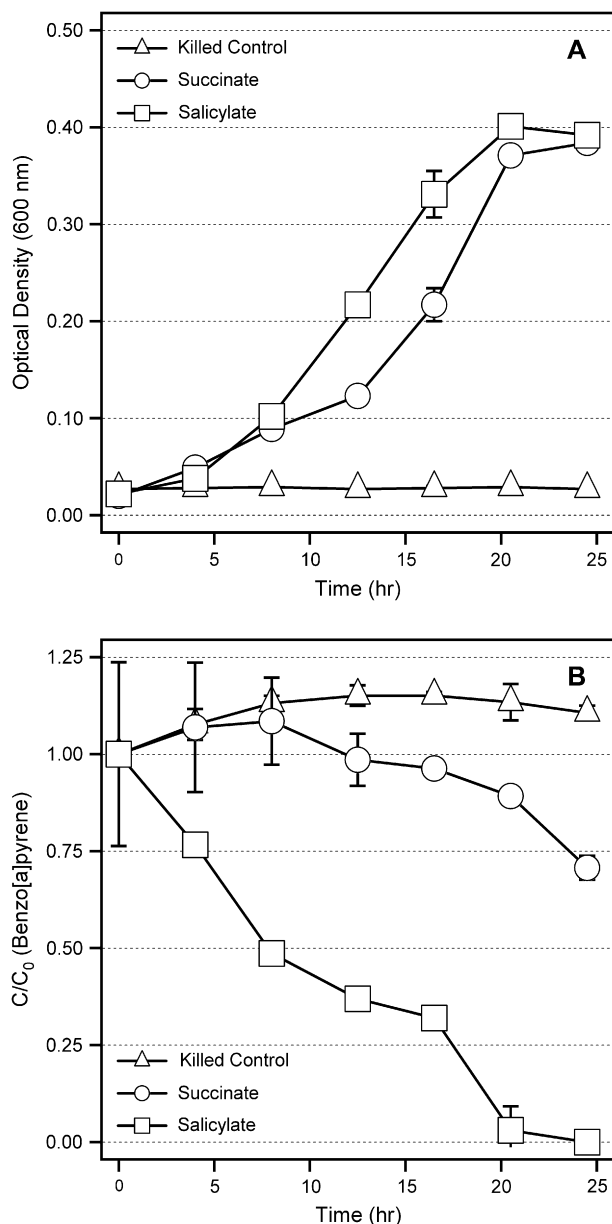 0.50
Killed Control
A
Succinate
Salicylate
0.40
0.30
0.20
0.10
0.00
Optical Density (600 nm)
0 5 10 15 20 25
Time (hr)
1.25
B
1.00
0.75
0.50
0.25
0.00
C/C0 (Benzo[a]pyrene)
Killed Control
Succinate
Salicylate
0 5 10 15 20 25
Time (hr)